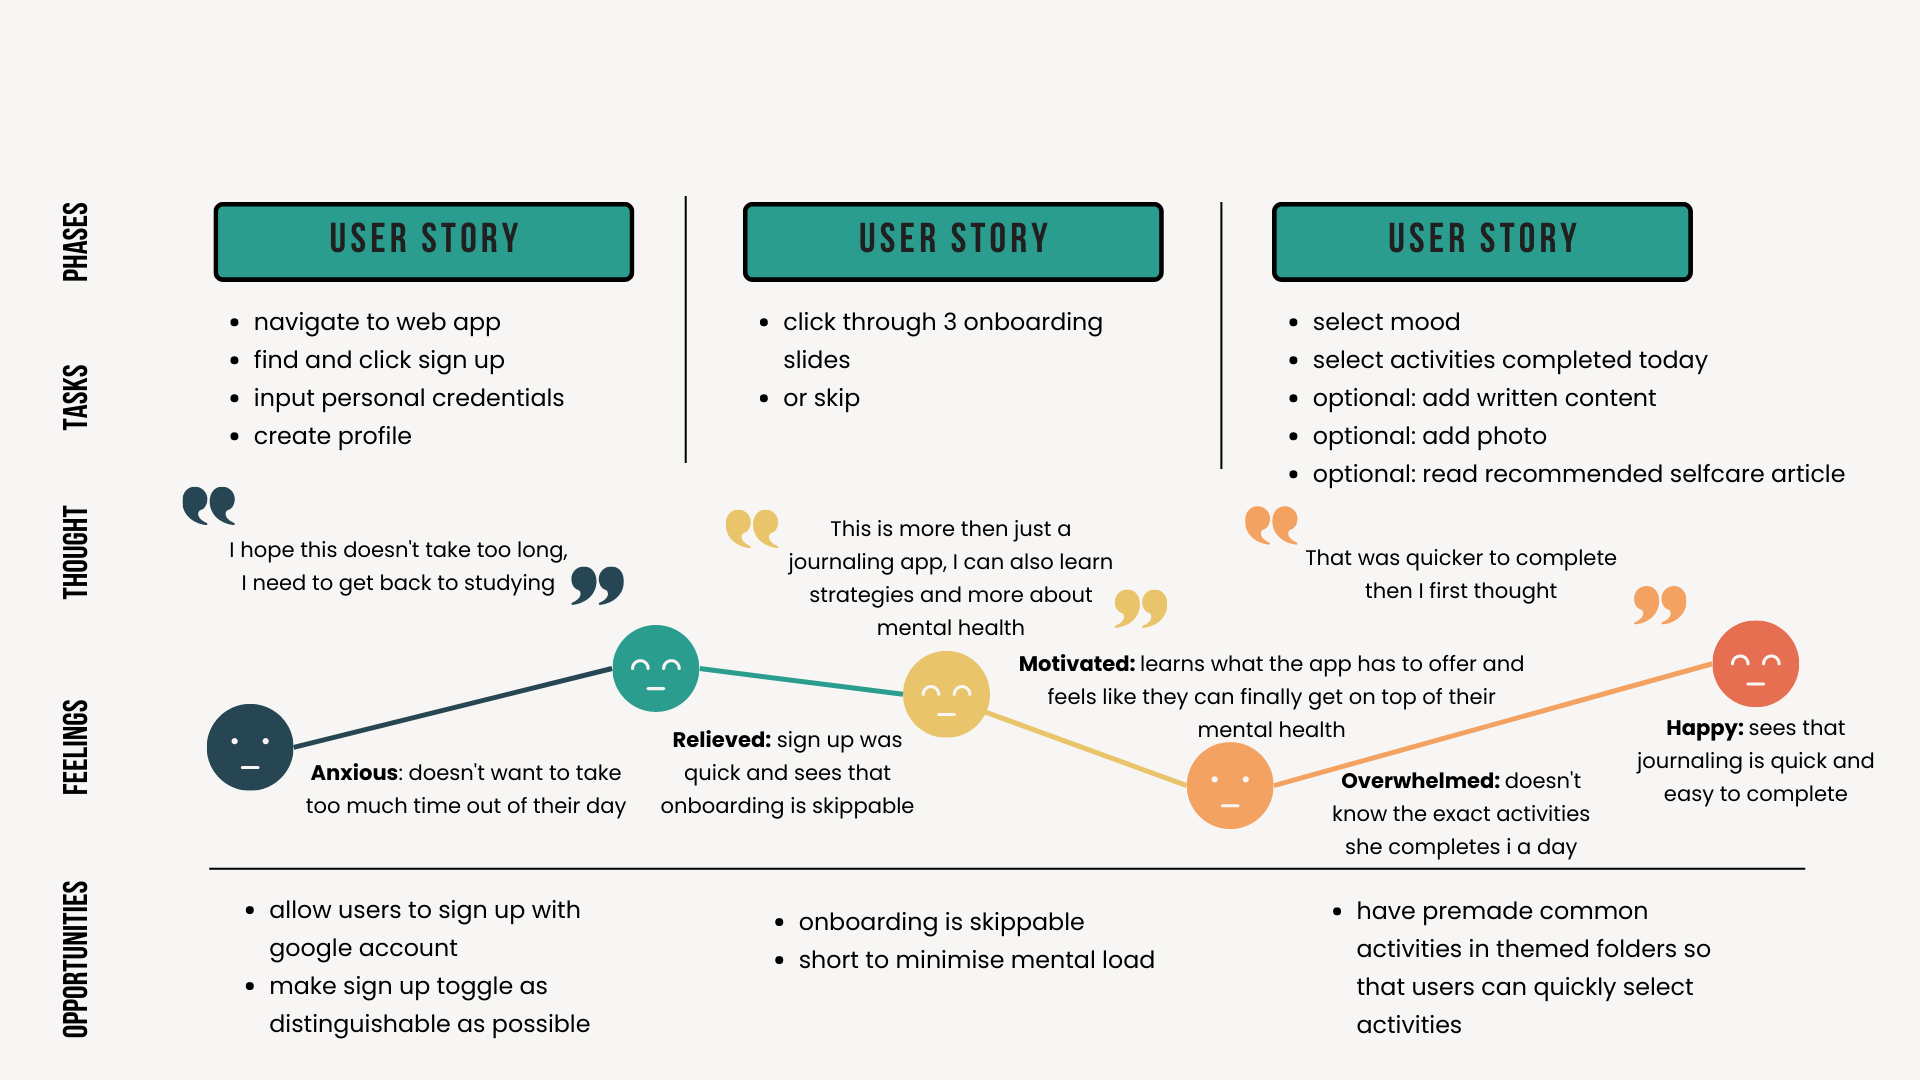 PHASES
USER STORY
USER STORY
USER STORY
TASKS
• navigate to web app
• find and click sign up
• input personal credentials
• create profile
• click through 3 onboarding
slides
• or skip
• select mood
• select activities completed today
• optional: add written content
• optional: add photo
• optional: read recommended selfcare article
THOUGHT
“
I hope this doesn't take too long,
I need to get back to studying
”
“
This is more then just a
journaling app, I can also learn
strategies and more about
mental health
”
“
That was quicker to complete
then I first thought
”
FEELINGS
Anxious: doesn't want to take
too much time out of their day
Relieved: sign up was
quick and sees that
onboarding is skippable
Motivated: learns what the app has to offer and
feels like they can finally get on top of their
mental health
Overwhelmed: doesn't
know the exact activities
she completes i a day
Happy: sees that
journaling is quick and
easy to complete
OPPORTUNITIES
• allow users to sign up with
google account
• make sign up toggle as
distinguishable as possible
• onboarding is skippable
• short to minimise mental load
• have premade common
activities in themed folders so
that users can quickly select
activities